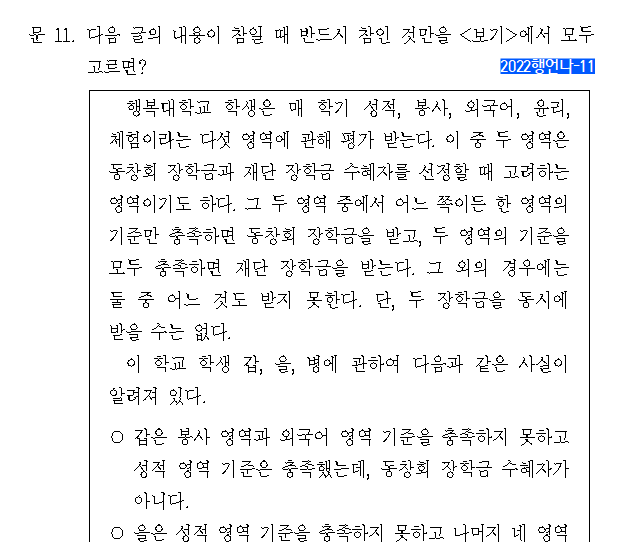 문 11. 다음 글의 내용이 참일 때 반드시 참인 것만을 <보기>에서 모두
고르면?
2022행언나-11
행복대학교 학생은 매 학기 성적, 봉사, 외국어, 윤리,
체험이라는 다섯 영역에 관해 평가 받는다. 이 중 두 영역은
동창회 장학금과 재단 장학금 수혜자를 선정할 때 고려하는
영역이기도 하다. 그 두 영역 중에서 어느 쪽이든 한 영역의
기준만 충족하면 동창회 장학금을 받고, 두 영역의 기준을
모두 충족하면 재단 장학금을 받는다. 그 외의 경우에는
둘 중 어느 것도 받지 못한다. 단, 두 장학금을 동시에
받을 수는 없다.
이 학교 학생 갑, 을, 병에 관하여 다음과 같은 사실이
알려져 있다.
○ 갑은 봉사 영역과 외국어 영역 기준을 충족하지 못하고
성적 영역 기준은 충족했는데, 동창회 장학금 수혜자가
아니다.
○ 을은 성적 영역 기준을 충족하지 못하고 나머지 네 영역